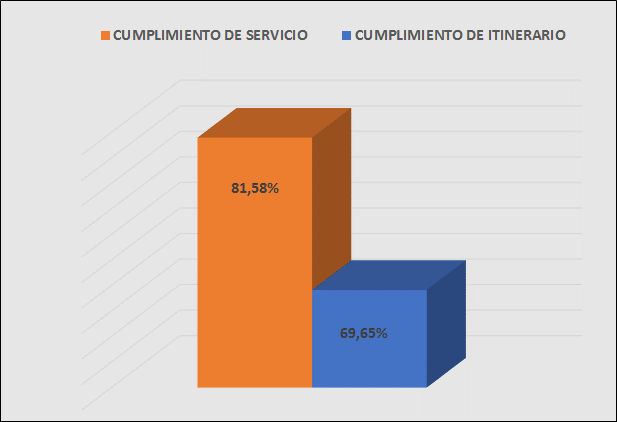 CUMPLIMIENTO DE SERVICIO CUMPLIMIENTO DE ITINERARIO
81,58%
69,65%